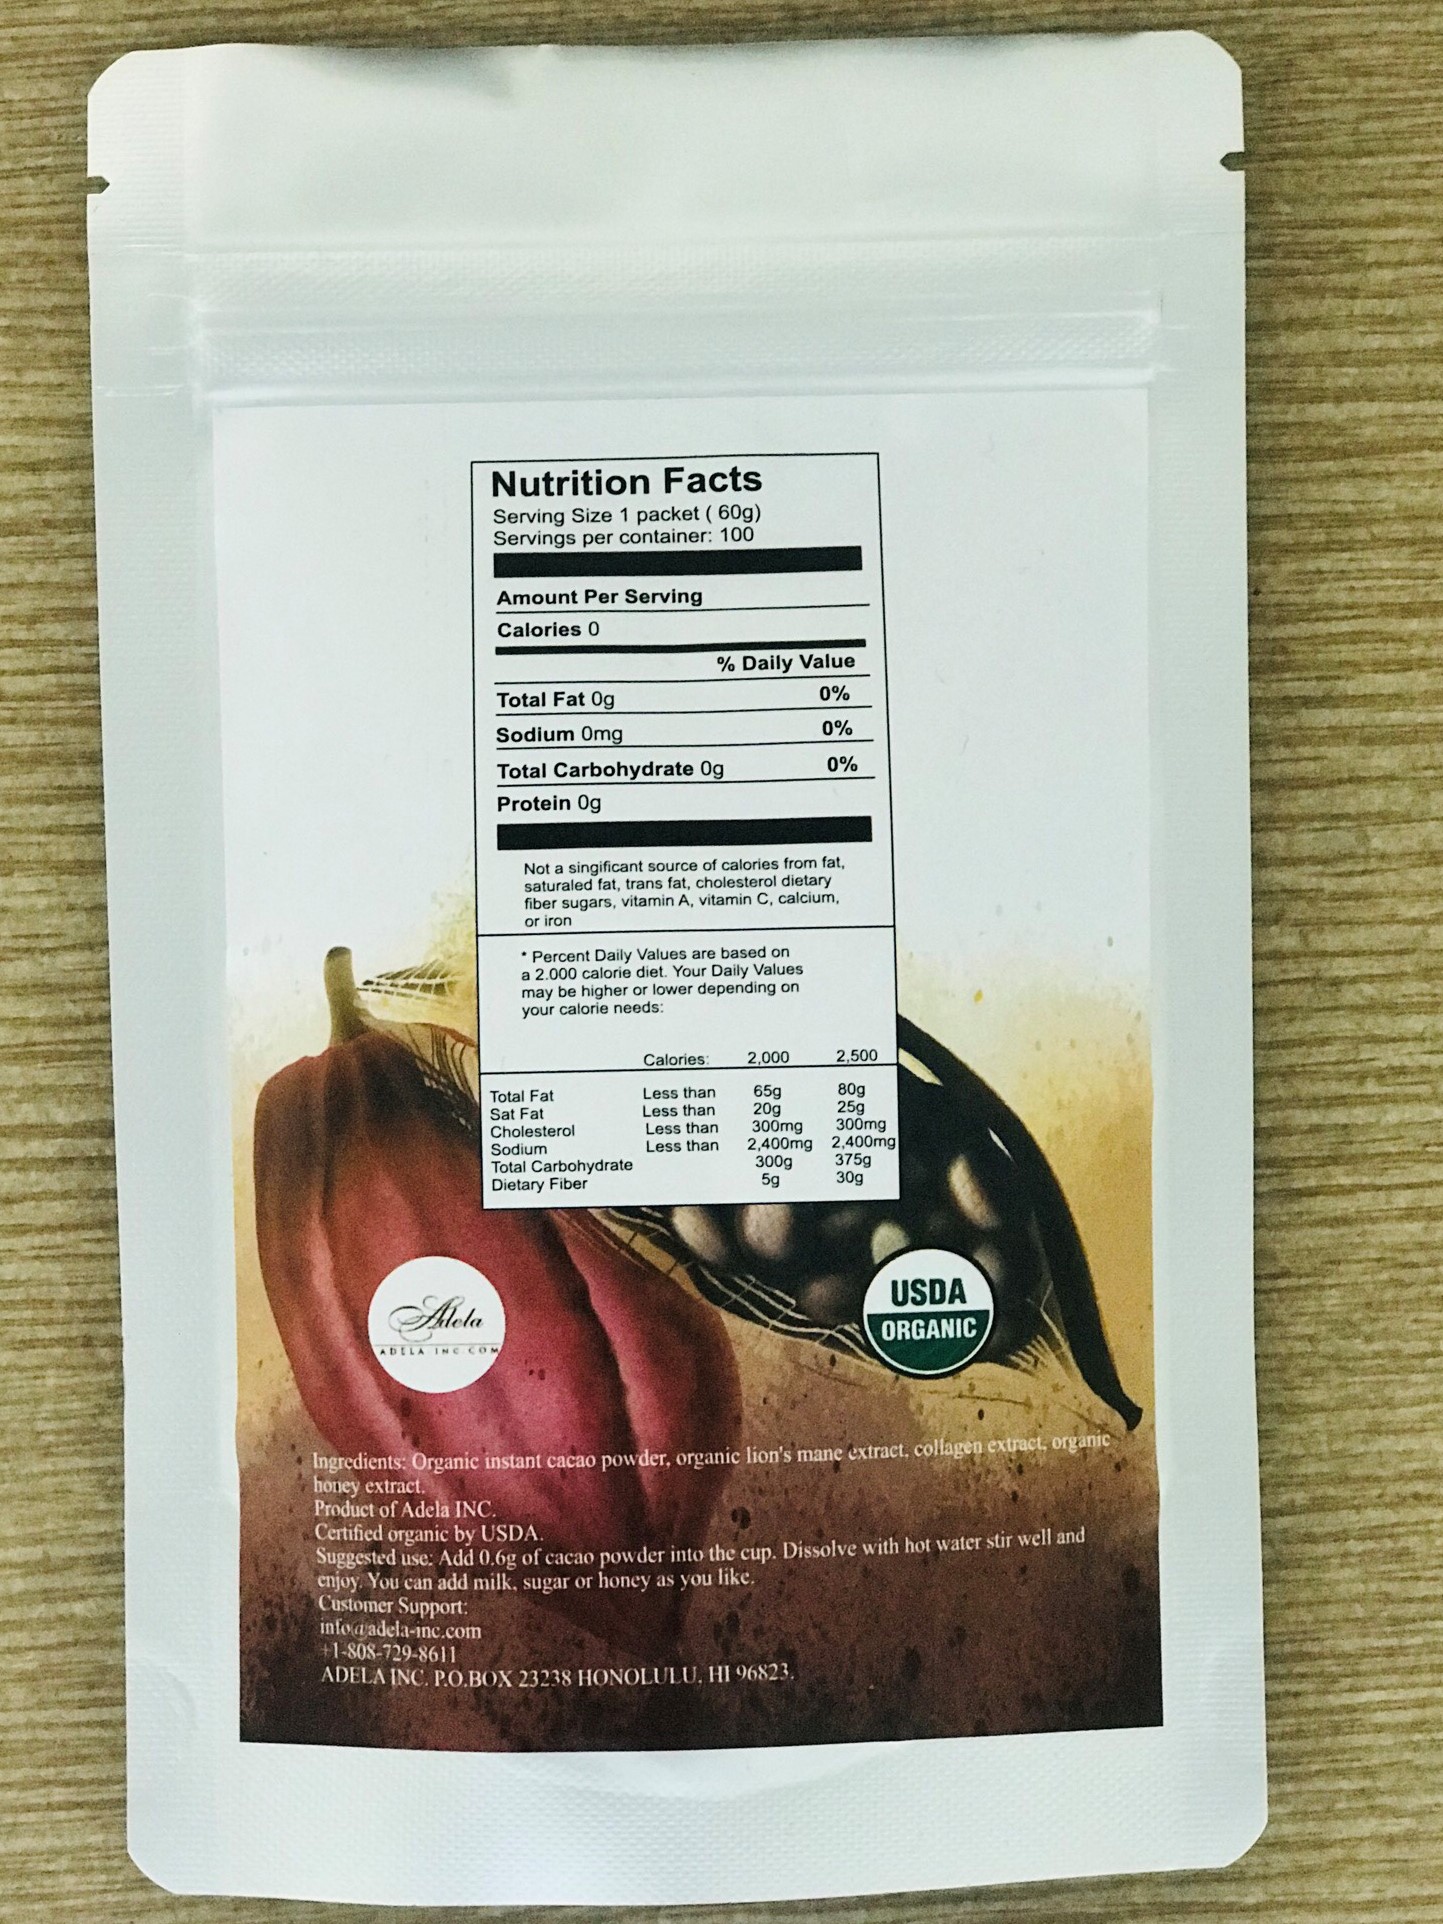 Nutrition Facts
Serving Size 1 packet ( 60g)
Servings per container: 100
Amount Per Serving
Calories 0
% Daily Value
Total Fat 0g 0%
Sodium 0mg 0%
Total Carbohydrate 0g 0%
Protein 0g
Not a singificant source of calories from fat,
saturaled fat, trans fat, cholesterol dietary
fiber sugars, vitamin A, vitamin C, calcium,
or iron
* Percent Daily Values are based on
a 2.000 calorie diet. Your Daily Values
may be higher or lower depending on
your calorie needs:
Calories: 2,000 2,500
Total Fat Less than 65g 80g
Sat Fat Less than 20g 25g
Cholesterol Less than 300mg 300mg
Sodium Less than 2,400mg 2,400mg
Total Carbohydrate 300g 375g
Dietary Fiber 5g 30g
Adela
ADELA INC.COM
USDA
ORGANIC
Ingredients: Organic instant cacao powder, organic lion's mane extract, collagen extract, organic
honey extract.
Product of Adela INC.
Certified organic by USDA.
Suggested use: Add 0.6g of cacao powder into the cup. Dissolve with hot water stir well and
enjoy. You can add milk, sugar or honey as you like.
Customer Support:
info@adela-inc.com
+1-808-729-8611
ADELA INC. P.O.BOX 23238 HONOLULU, HI 96823.